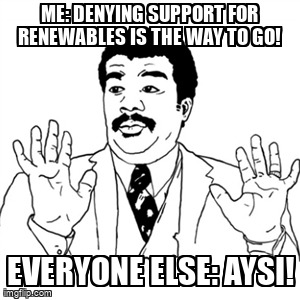 ME: DENYING SUPPORT FOR
RENEWABLES IS THE WAY TO GO!
EVERYONE ELSE: AYSI!
imgflip.com